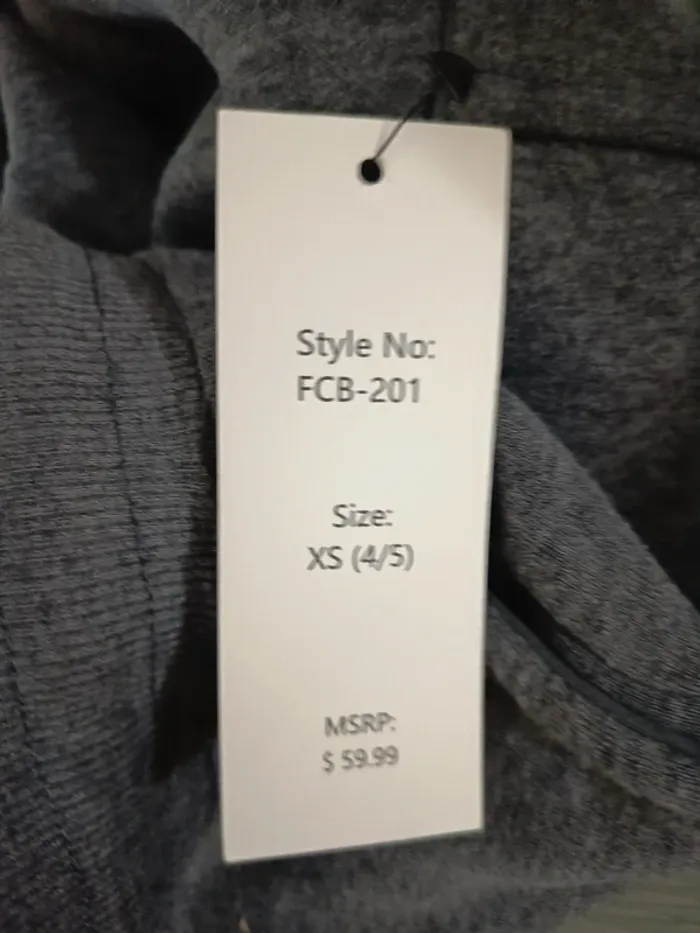 Style No:
FCB-201
Size:
XS (4/5)
MSRP:
$ 59.99